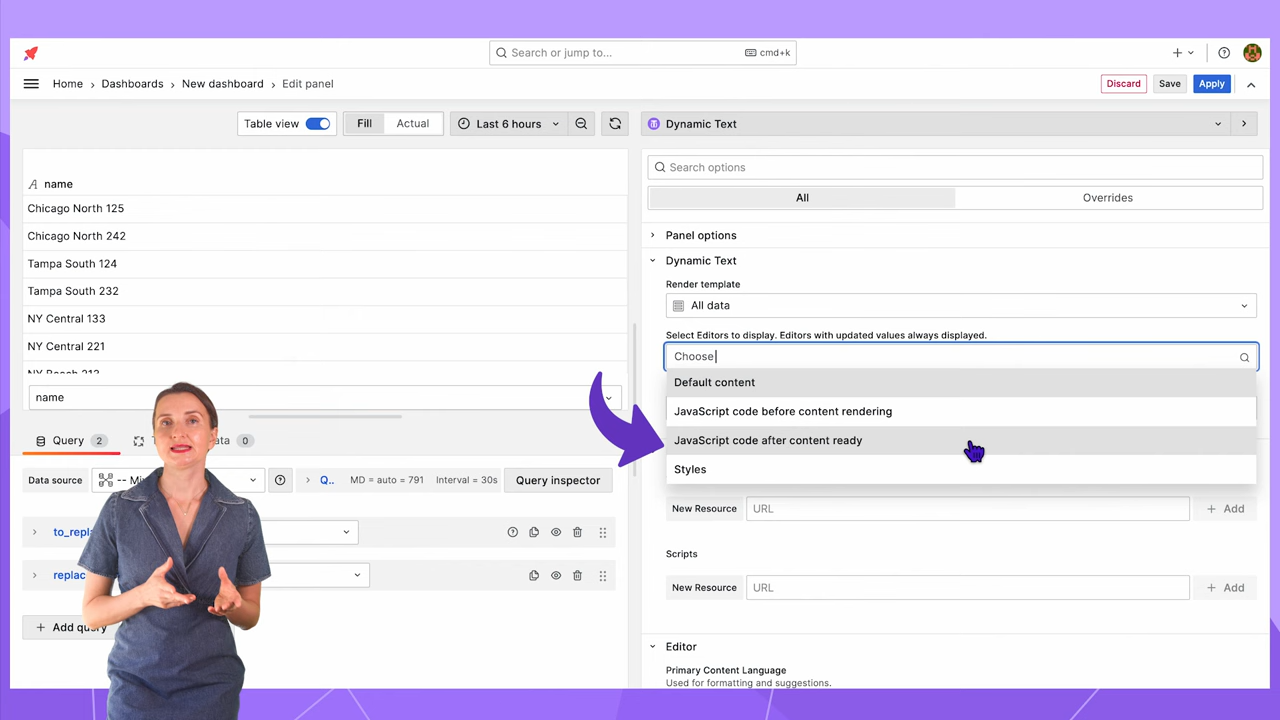 Search or jump to...
cmd+k
Home › Dashboards › New dashboard › Edit panel
Discard
Save
Apply
Table view
Fill
Actual
Last 6 hours
Dynamic Text
Search options
All
Overrides
name
Chicago North 125
Chicago North 242
Tampa South 124
Tampa South 232
NY Central 133
NY Central 221
name
Panel options
Dynamic Text
Render template
All data
Select Editors to display. Editors with updated values always displayed.
Choose
Default content
JavaScript code before content rendering
JavaScript code after content ready
Styles
New Resource
URL
+ Add
Scripts
New Resource
URL
+ Add
Editor
Primary Content Language
Used for formatting and suggestions.
Query 2
0
Data source
Q..
MD = auto = 791
Interval = 30s
Query inspector
+ Add query